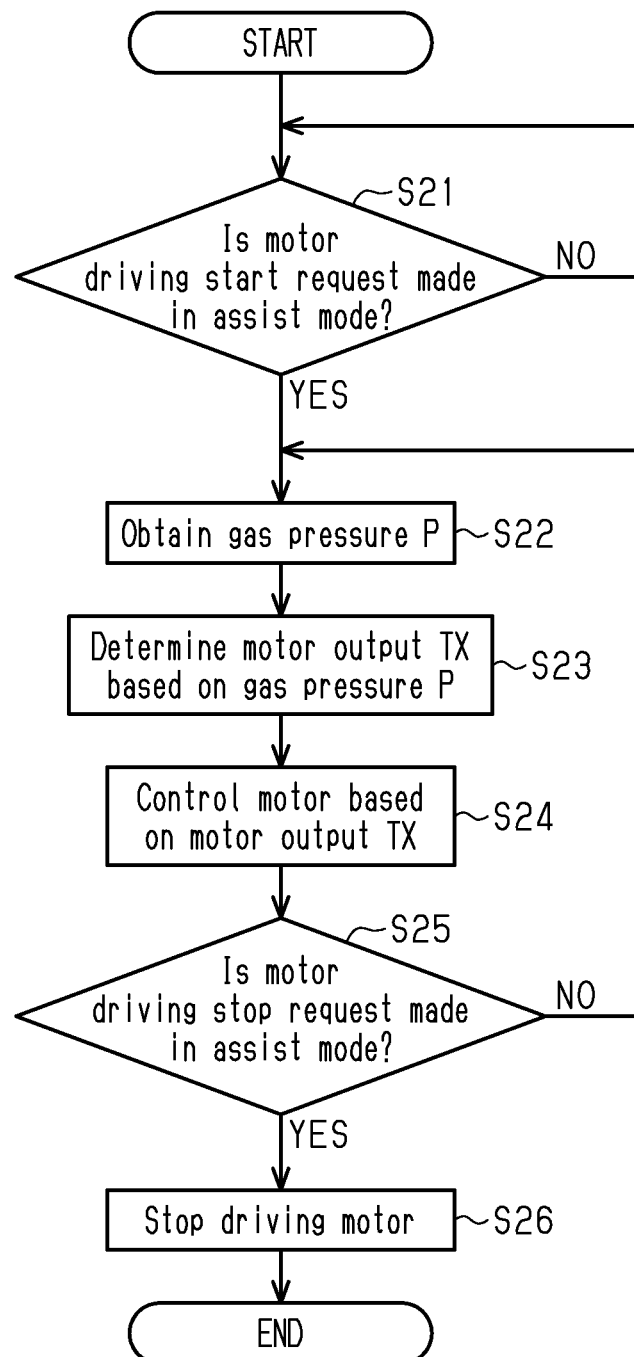 START
S21
Is motor
driving start request made
in assist mode?
NO
YES
Obtain gas pressure P
S22
Determine motor output TX
based on gas pressure P
S23
Control motor based
on motor output TX
S24
S25
Is motor
driving stop request made
in assist mode?
NO
YES
Stop driving motor
S26
END